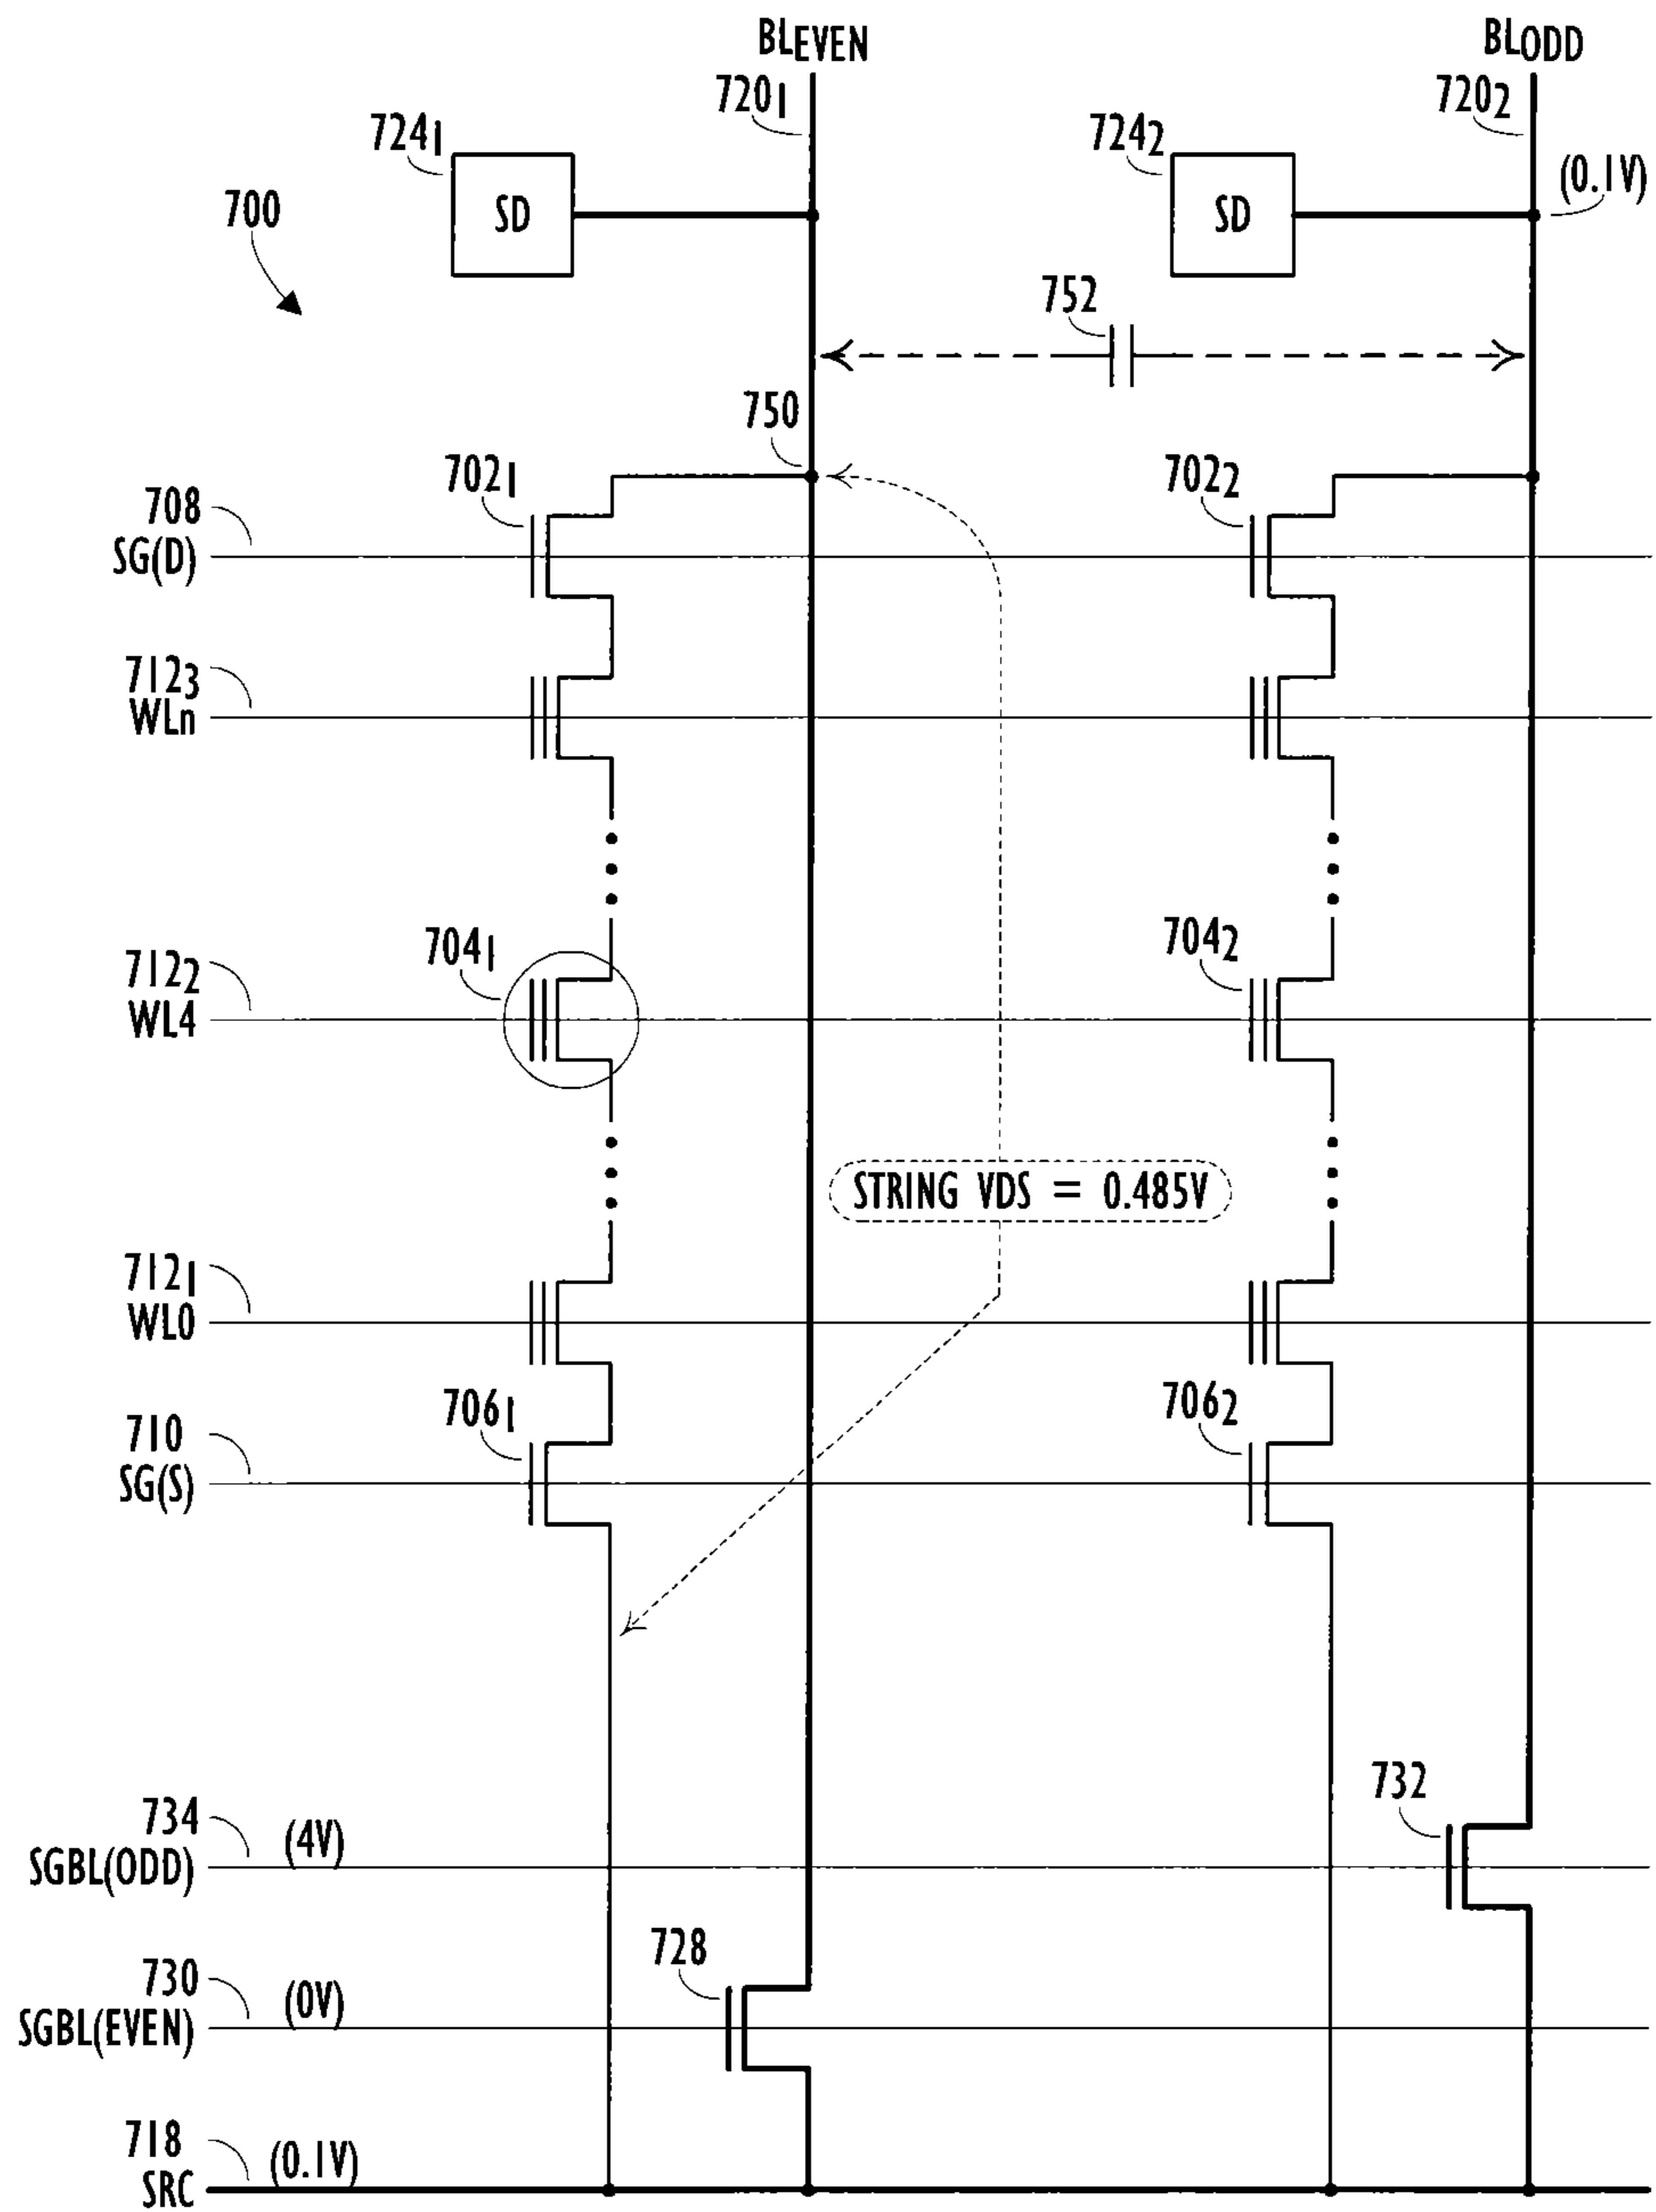 BLEVEN
BLODD
720₁
720₂
724₁
724₂
(0.1V)
700
SD
SD
752
750
702₁
702₂
708
SG(D)
712₃
WLn
704₁
704₂
712₂
WL4
STRING VDS = 0.485V
712₁
WL0
706₁
706₂
710
SG(S)
732
734
(4V)
SGBL(ODD)
728
730
(0V)
SGBL(EVEN)
718
(0.1V)
SRC